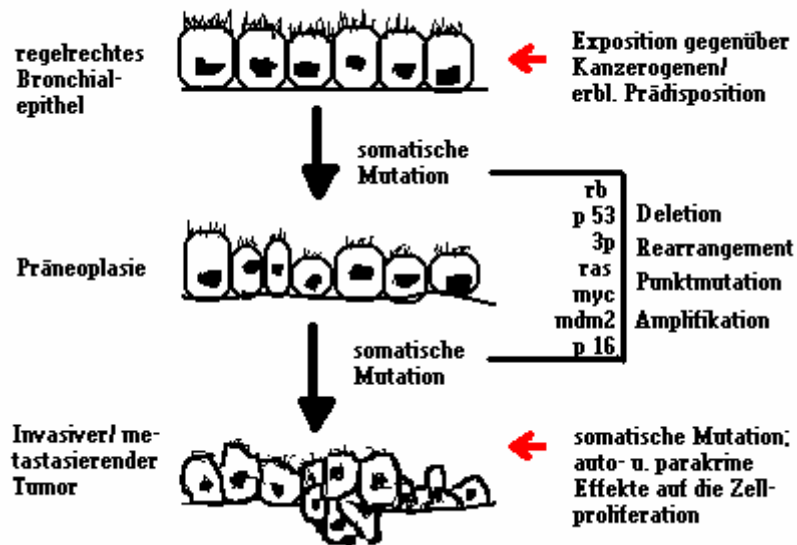 regelrechtes
Bronchial-
epithel
Exposition gegenüber
Kanzerogenen/
erbl. Prädisposition
somatische
Mutation
rb
p 53
3p
ras
myc
mdm2
p 16
Deletion
Rearrangement
Punktmutation
Amplifikation
Präneoplasie
somatische
Mutation
Invasiver/ me-
tastasierender
Tumor
somatische Mutation;
auto- u. parakrine
Effekte auf die Zell-
proliferation